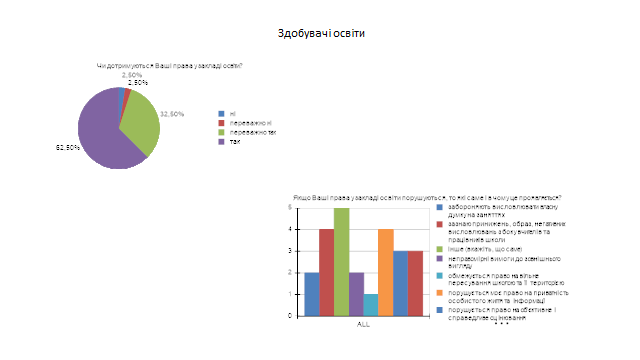 Здобувачі освіти
Чи дотримуються Ваші права у закладі освіти?
2,50%
2,50%
32,50%
62,50%
ні
переважно ні
переважно так
так
Якщо Ваші права у закладі освіти порушуються, то які саме і в чому це проявляється?
5
4
3
2
1
0
ALL
забороняють висловлювати власну
думку на заняттях
зазнаю принижень, образ, негативних
висловлювань з боку вчителів та
працівників школи
інше (вкажіть, що саме)
неправомірні вимоги до зовнішнього
вигляду
обмежується право на вільне
пересування школою та її територією
порушується моє право на приватність
особистого життя та інформації
порушується право на об'єктивне і
справедливе оцінювання